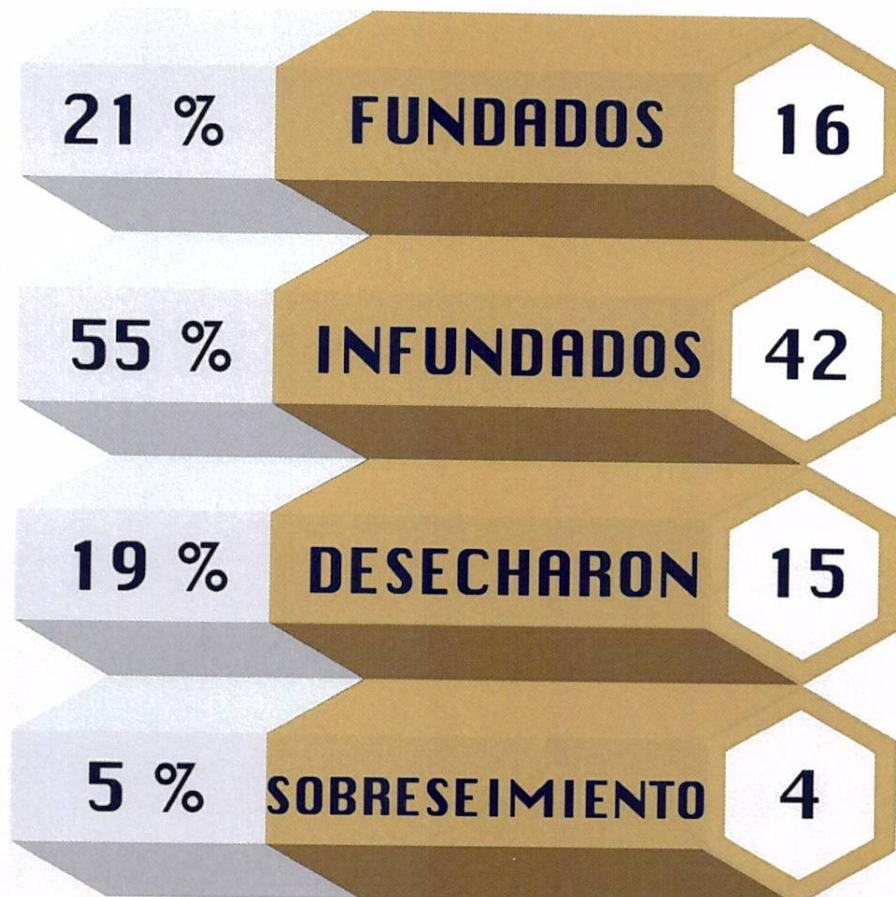 21 % FUNDADOS 16
55 % INFUNDADOS 42
19 % DESECHARON 15
5 % SOBRESEIMIENTO 4